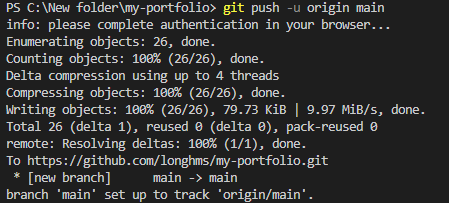 PS C:\New folder\my-portfolio> git push -u origin main
info: please complete authentication in your browser...
Enumerating objects: 26, done.
Counting objects: 100% (26/26), done.
Delta compression using up to 4 threads
Compressing objects: 100% (26/26), done.
Writing objects: 100% (26/26), 79.73 KiB | 9.97 MiB/s, done.
Total 26 (delta 1), reused 0 (delta 0), pack-reused 0
remote: Resolving deltas: 100% (1/1), done.
To https://github.com/longhms/my-portfolio.git
 * [new branch]      main -> main
branch 'main' set up to track 'origin/main'.